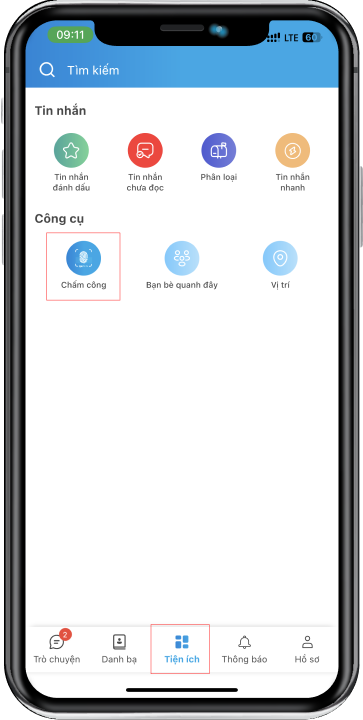 09:11
LTE
Tìm kiếm
Tin nhắn
Tin nhắn đánh dấu
Tin nhắn chưa đọc
Phân loại
Tin nhắn nhanh
Công cụ
Chấm công
Bạn bè quanh đây
Vị trí
2
Trò chuyện
Danh bạ
Tiện ích
Thông báo
Hồ sơ